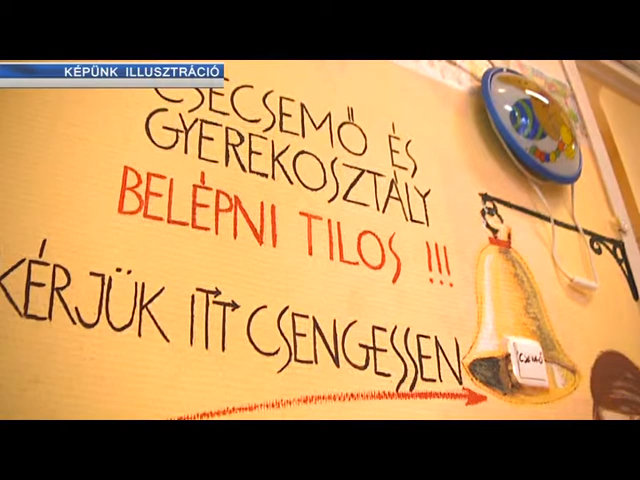 KÉPÜNK ILLUSZTRÁCIÓ
CSECSEMŐ ÉS
GYEREKOSZTÁLY
BELÉPNI TILOS !!!
KÉRJÜK ITT CSENGESSEN